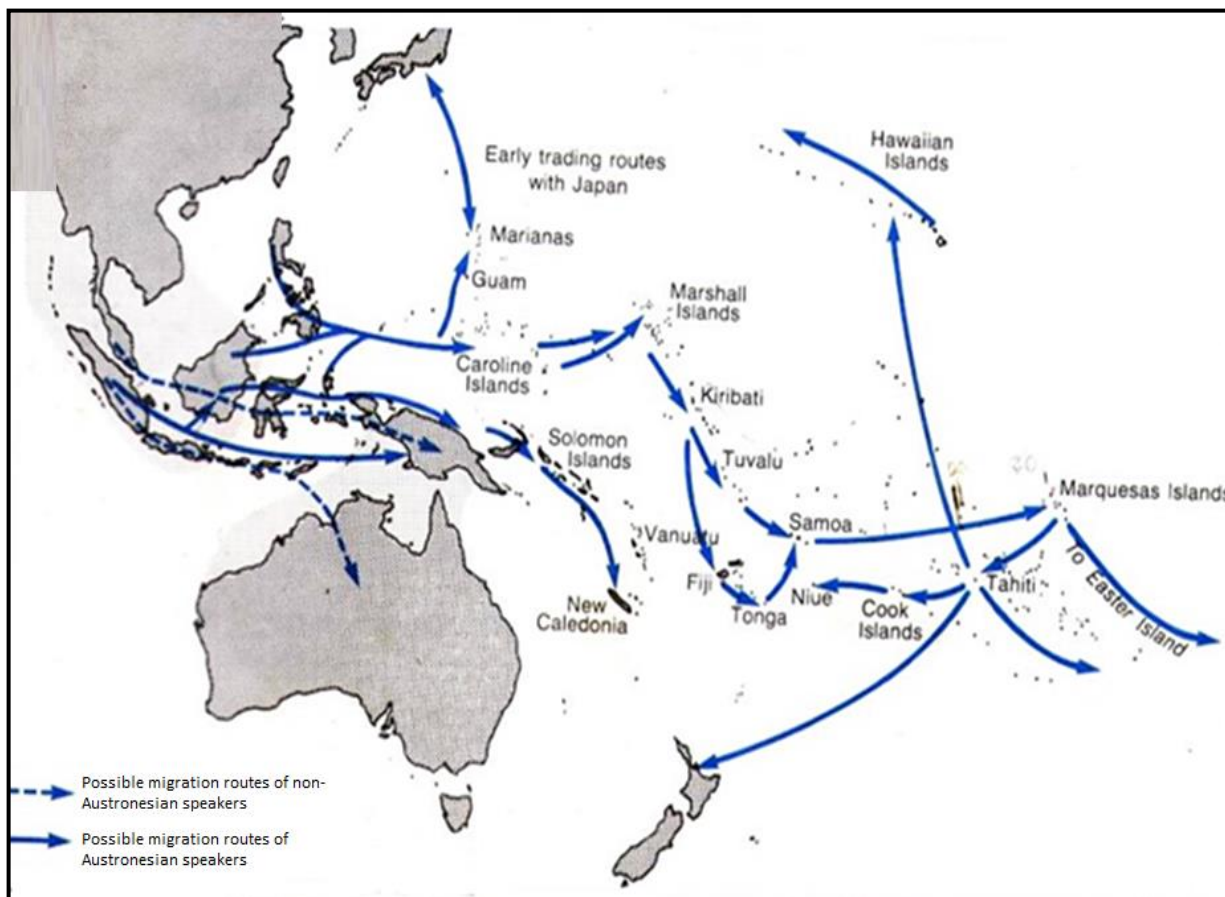 Early trading routes
with Japan
Hawaiian
Islands
Marianas
Guam
Marshall
Islands
Caroline
Islands
Kiribati
Solomon
Islands
Tuvalu
Marquesas Islands
Samoa
Vanuatu
Fiji
Tonga
Niue
Cook
Islands
Tahiti
To Easter Island
New
Caledonia
Possible migration routes of non-
Austronesian speakers
Possible migration routes of
Austronesian speakers